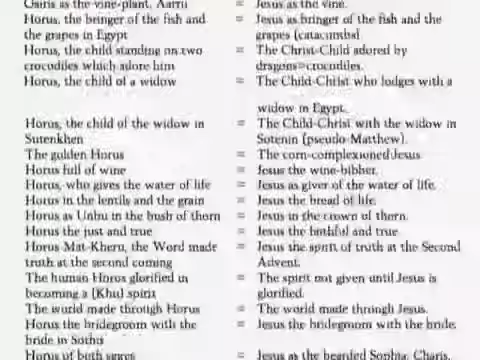 Osiris as the vine-plant, Aarru = Jesus as the vine.
Horus, the bringer of the fish and = Jesus as bringer of the fish and the
the grapes in Egypt grapes (catacombs)
Horus, the child standing on two = The Christ-Child adored by
crocodiles which adore him dragons=crocodiles.
Horus, the child of a widow = The Child-Christ who lodges with a
widow in Egypt.
Horus, the child of the widow in = The Child-Christ with the widow in
Sutenkhen Sotenin (pseudo-Matthew).
The golden Horus = The corn-complexioned Jesus
Horus full of wine = Jesus the wine-bibber.
Horus, who gives the water of life = Jesus as giver of the water of life.
Horus in the lentils and the grain = Jesus the bread of life.
Horus as Unbu in the bush of thorn = Jesus in the crown of thorn.
Horus the just and true = Jesus the faithful and true
Horus-Mat-Kheru, the Word made = Jesus the spirit of truth at the Second
truth at the second coming Advent.
The human Horus glorified in = The spirit not given until Jesus is
becoming a (Khu) spirit glorified.
The world made through Horus = The world made through Jesus.
Horus the bridegroom with the = Jesus the bridegroom with the bride.
bride in Sothis
Horus of both sexes = Jesus as the bearded Sophia; Charis,